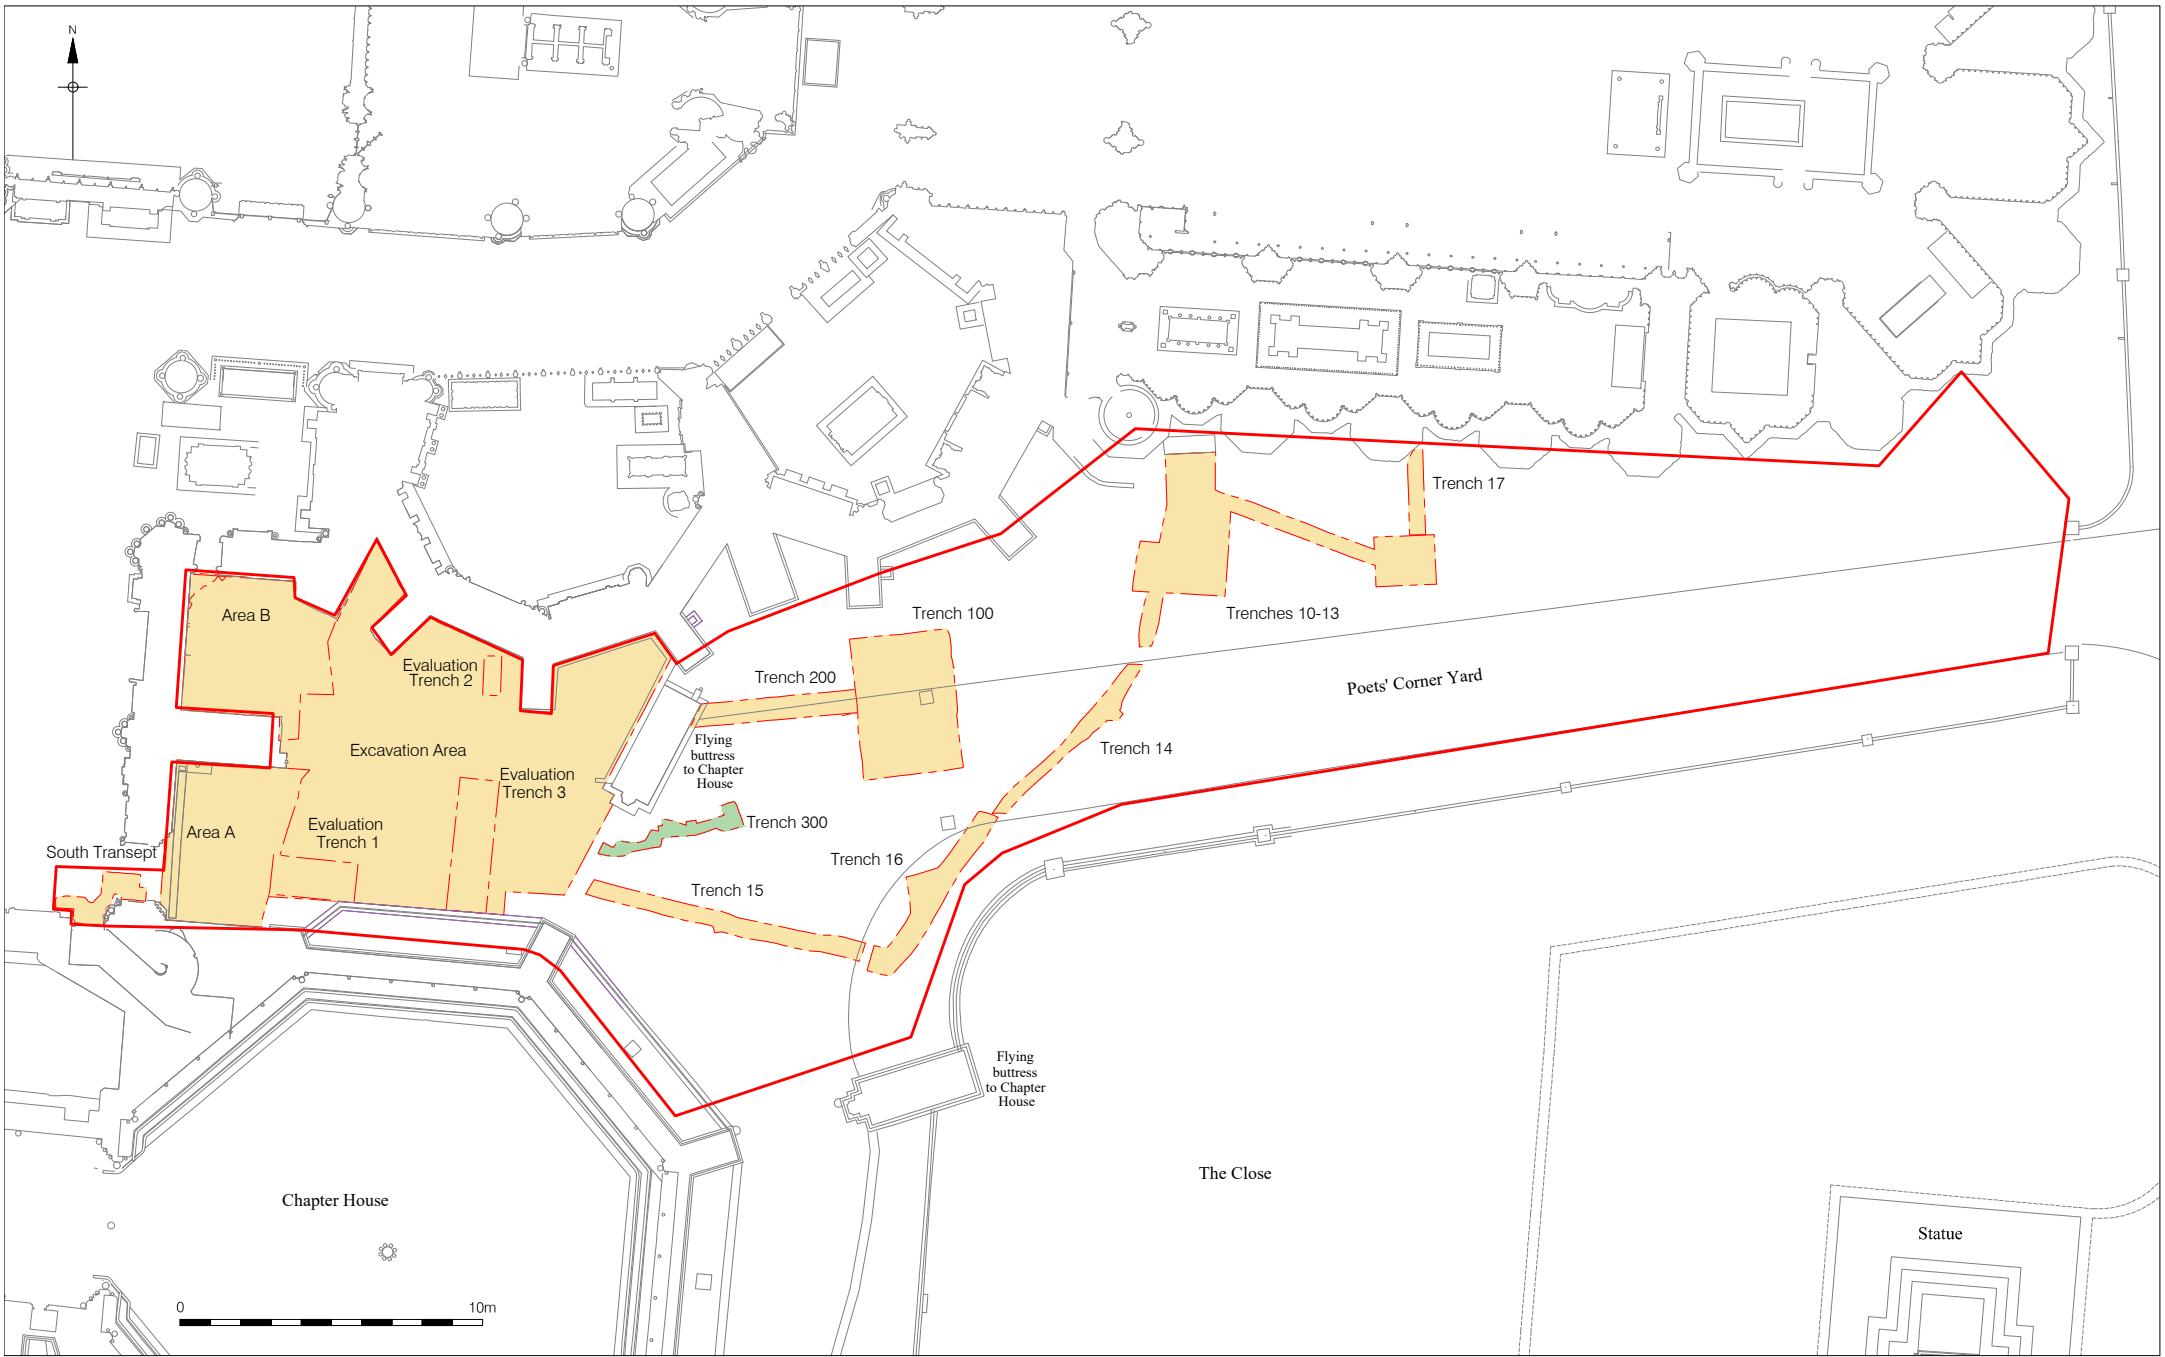 N
Trench 17
Area B
Trench 100
Trenches 10-13
Evaluation
Trench 2
Trench 200
Poets' Corner Yard
Excavation Area
Flying
buttress
to Chapter
House
Trench 14
Evaluation
Trench 3
Area A
Evaluation
Trench 1
Trench 300
South Transept
Trench 16
Trench 15
Flying
buttress
to Chapter
House
The Close
Chapter House
Statue
0
10m